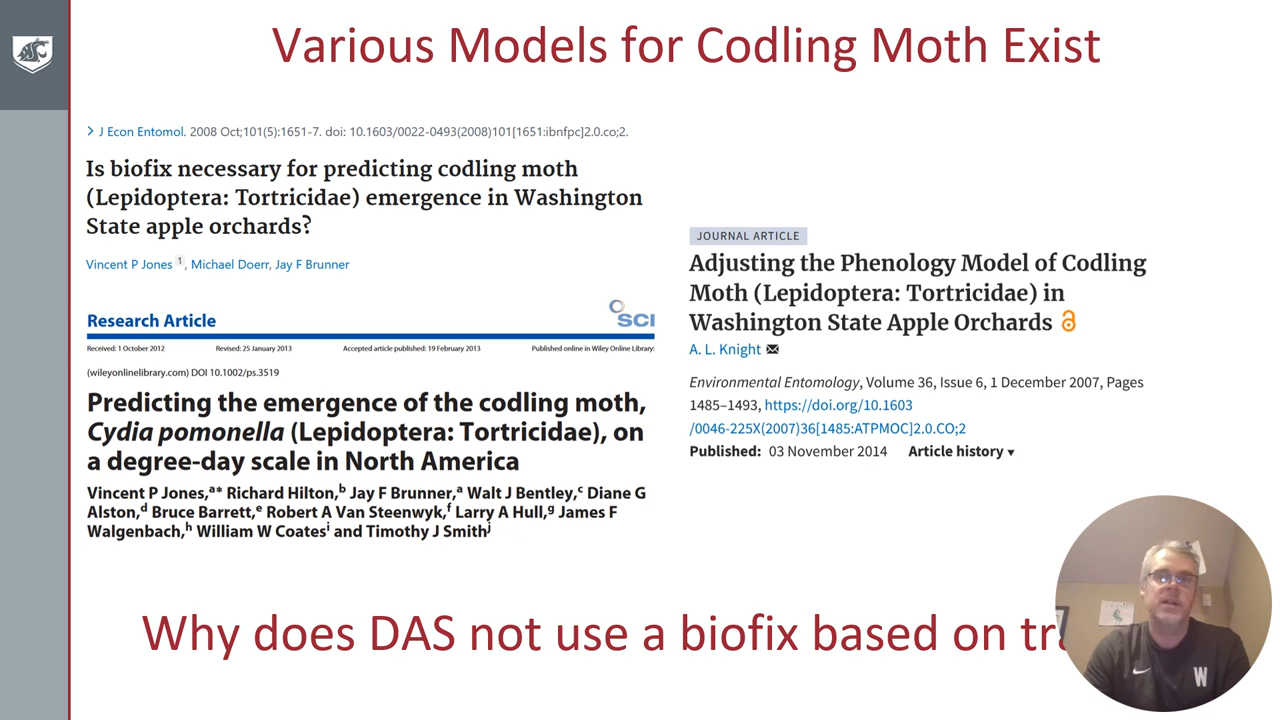 Various Models for Codling Moth Exist
J Econ Entomol. 2008 Oct;101(5):1651-7. doi: 10.1603/0022-0493(2008)101[1651:ibnfpc]2.0.co;2.
Is biofix necessary for predicting codling moth
(Lepidoptera: Tortricidae) emergence in Washington
State apple orchards?
Vincent P Jones 1, Michael Doerr, Jay F Brunner
Research Article
SCI
Received: 1 October 2012 Revised: 25 January 2013 Accepted article published: 19 February 2013 Published online in Wiley Online Library:
(wileyonlinelibrary.com) DOI 10.1002/ps.3519
Predicting the emergence of the codling moth,
Cydia pomonella (Lepidoptera: Tortricidae), on
a degree-day scale in North America
Vincent P Jones,a* Richard Hilton,b Jay F Brunner,a Walt J Bentley,c Diane G
Alston,d Bruce Barrett,e Robert A Van Steenwyk,f Larry A Hull,g James F
Walgenbach,h William W Coatesi and Timothy J Smithj
JOURNAL ARTICLE
Adjusting the Phenology Model of Codling
Moth (Lepidoptera: Tortricidae) in
Washington State Apple Orchards
A. L. Knight
Environmental Entomology, Volume 36, Issue 6, 1 December 2007, Pages
1485–1493, https://doi.org/10.1603
/0046-225X(2007)36[1485:ATPMOC]2.0.CO;2
Published: 03 November 2014 Article history
Why does DAS not use a biofix based on
W